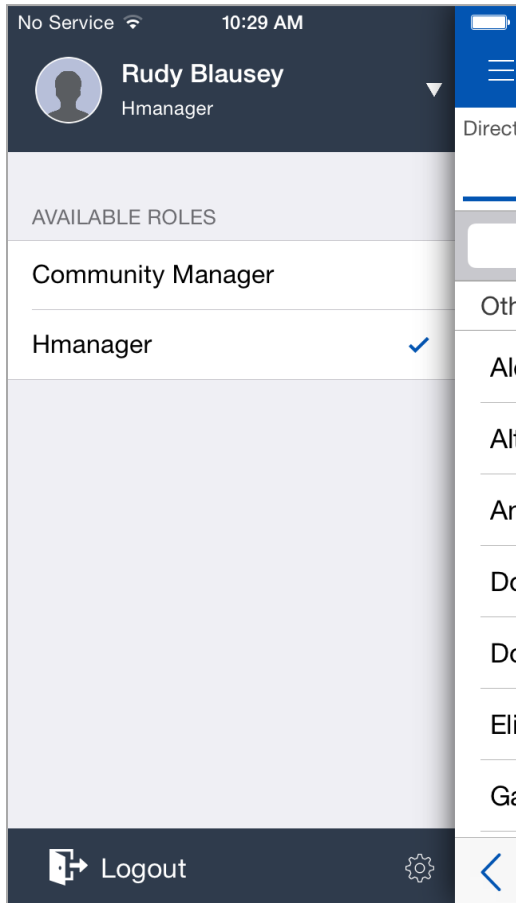 No Service 10:29 AM
Rudy Blausey
Hmanager
AVAILABLE ROLES
Community Manager
Hmanager
Logout